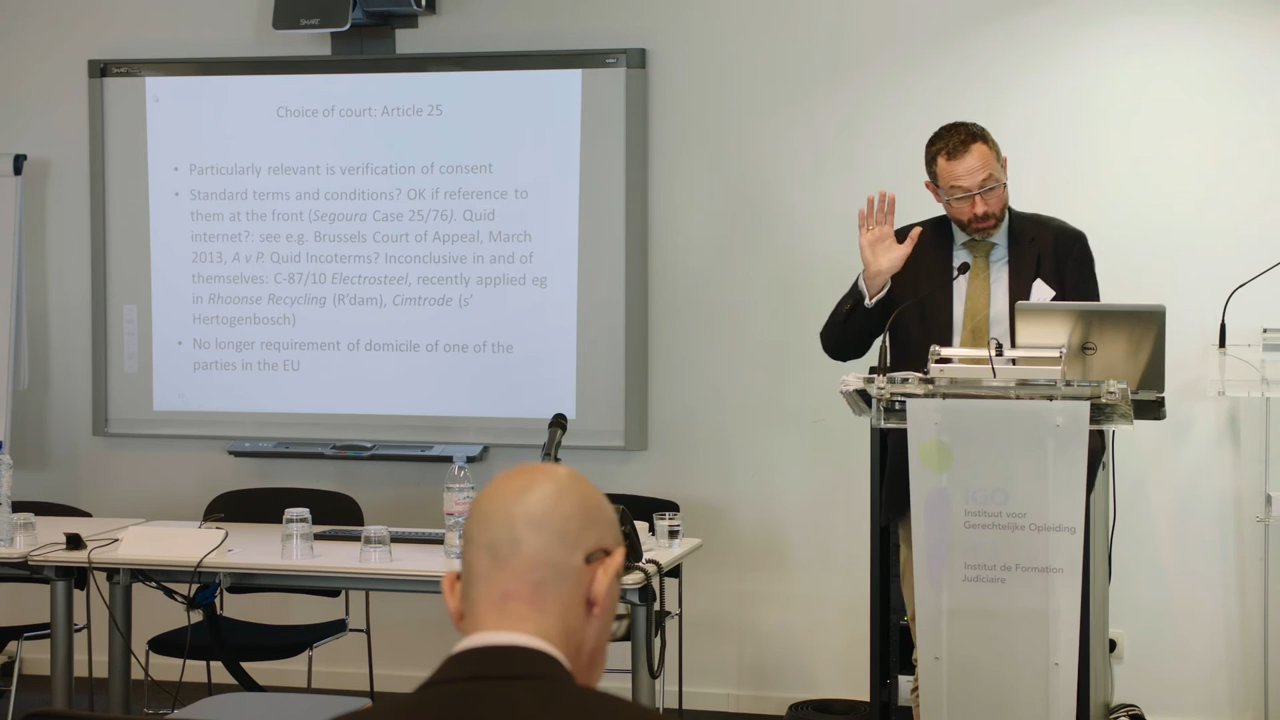 SMART
SMART
Choice of court: Article 25
• Particularly relevant is verification of consent
• Standard terms and conditions? OK if reference to
them at the front (Segoura Case 25/76). Quid
internet?: see e.g. Brussels Court of Appeal, March
2013, A v P. Quid Incoterms? Inconclusive in and of
themselves: C-87/10 Electrosteel, recently applied eg
in Rhoonse Recycling (R'dam), Cimtrode (s'
Hertogenbosch)
• No longer requirement of domicile of one of the
parties in the EU
DELL
IGO
Instituut voor
Gerechtelijke Opleiding
Institut de Formation
Judiciaire